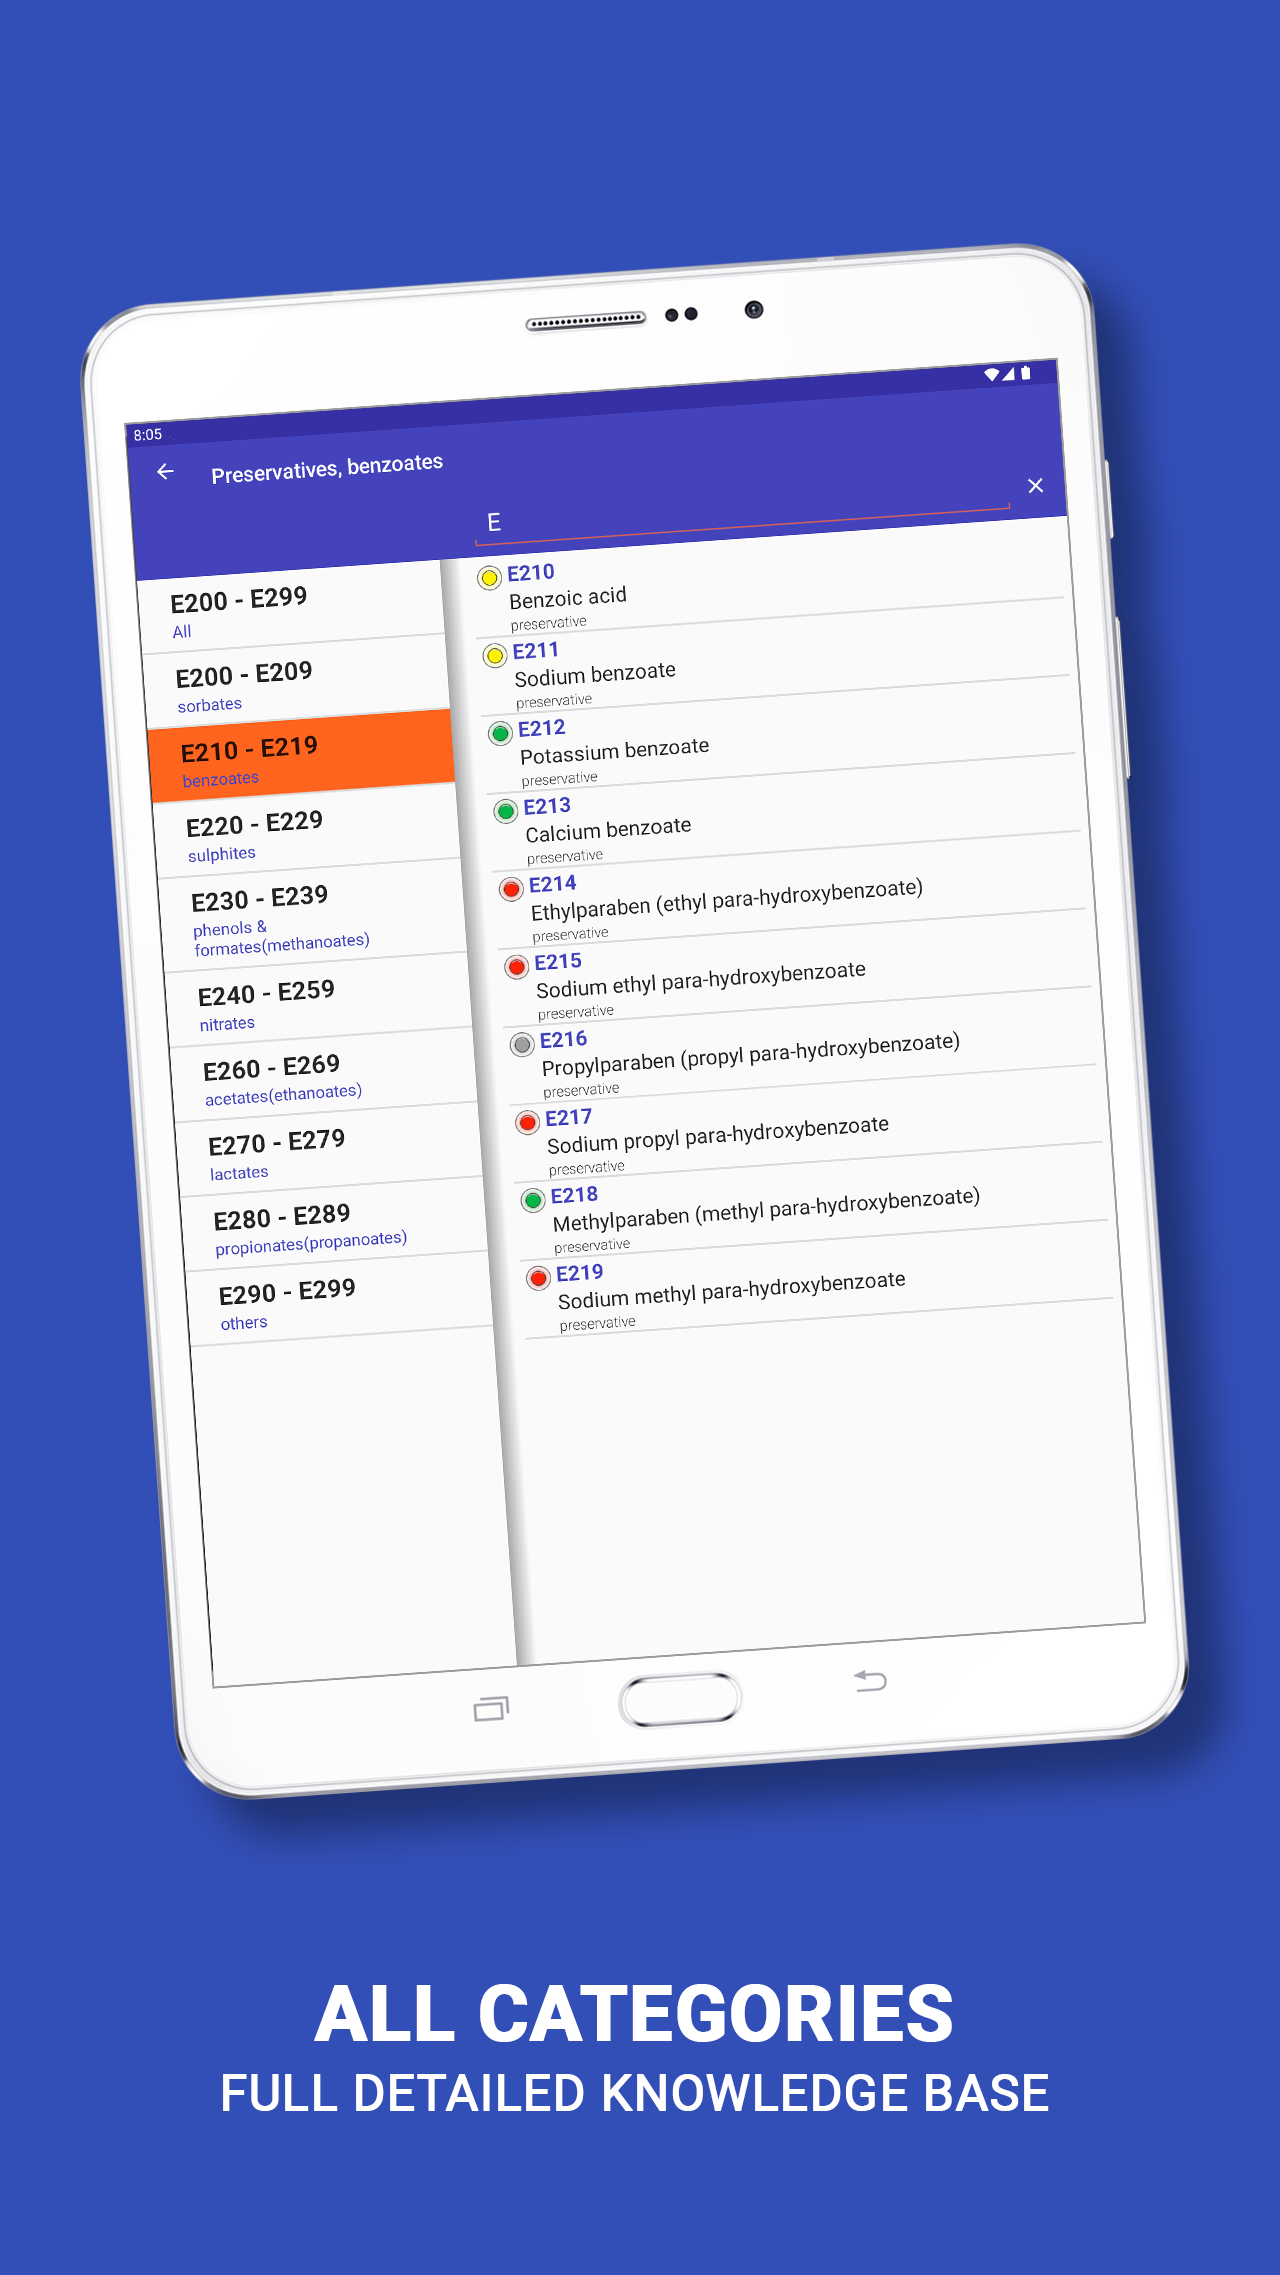 8:05
Preservatives, benzoates
E
E200 - E299
All
E200 - E209
sorbates
E210 - E219
benzoates
E220 - E229
sulphites
E230 - E239
phenols &
formates(methanoates)
E240 - E259
nitrates
E260 - E269
acetates(ethanoates)
E270 - E279
lactates
E280 - E289
propionates(propanoates)
E290 - E299
others
E210
Benzoic acid
preservative
E211
Sodium benzoate
preservative
E212
Potassium benzoate
preservative
E213
Calcium benzoate
preservative
E214
Ethylparaben (ethyl para-hydroxybenzoate)
preservative
E215
Sodium ethyl para-hydroxybenzoate
preservative
E216
Propylparaben (propyl para-hydroxybenzoate)
preservative
E217
Sodium propyl para-hydroxybenzoate
preservative
E218
Methylparaben (methyl para-hydroxybenzoate)
preservative
E219
Sodium methyl para-hydroxybenzoate
preservative
ALL CATEGORIES
FULL DETAILED KNOWLEDGE BASE